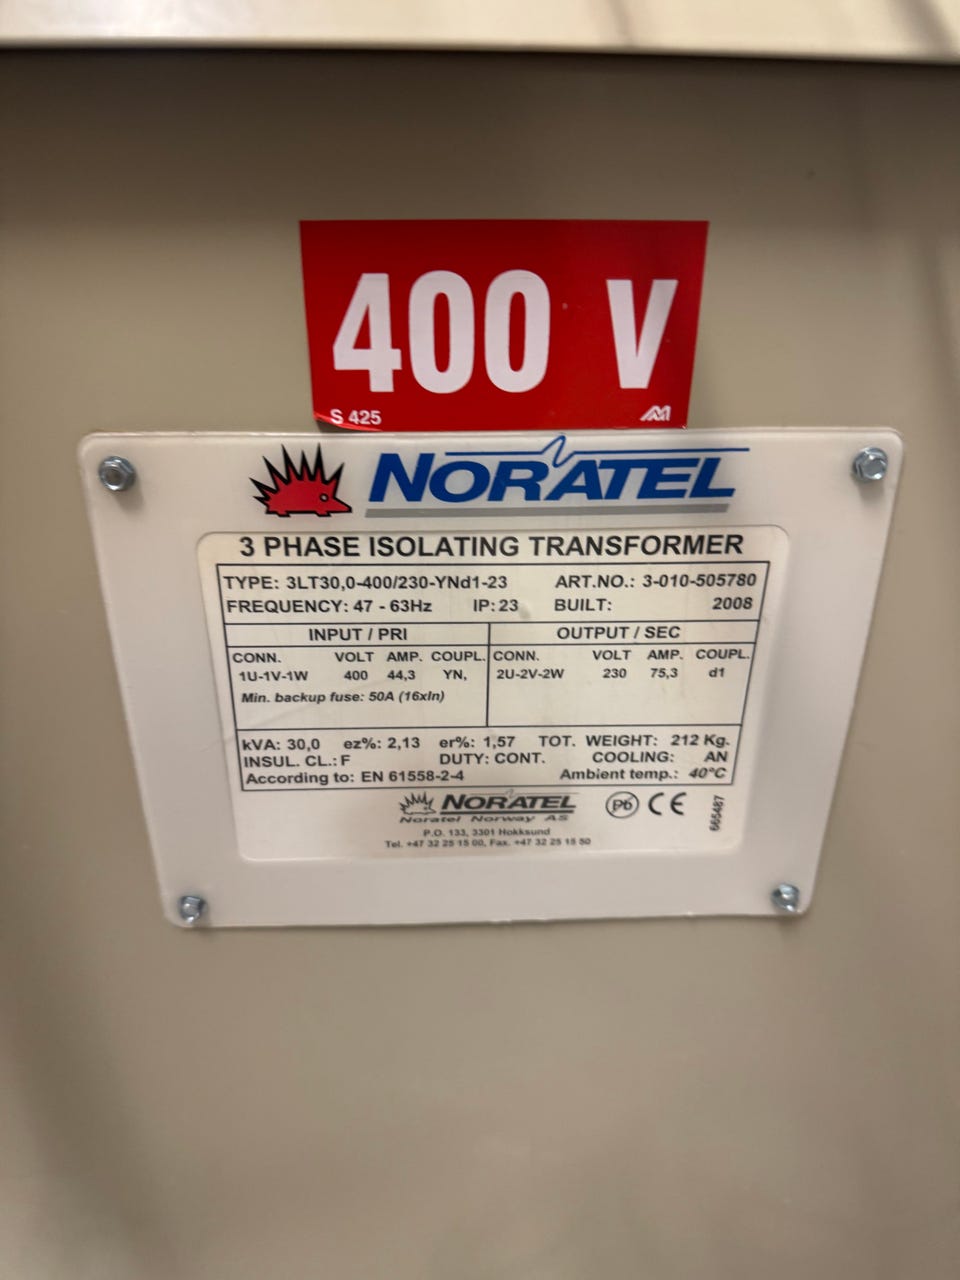 400 V
S 425
NORATEL
3 PHASE ISOLATING TRANSFORMER
TYPE: 3LT30,0-400/230-YNd1-23 ART.NO.: 3-010-505780
FREQUENCY: 47 - 63Hz IP: 23 BUILT: 2008
INPUT / PRI OUTPUT / SEC
CONN. VOLT AMP. COUPL. CONN. VOLT AMP. COUPL.
1U-1V-1W 400 44,3 YN, 2U-2V-2W 230 75,3 d1
Min. backup fuse: 50A (16xIn)
kVA: 30,0 ez%: 2,13 er%: 1,57 TOT. WEIGHT: 212 Kg.
INSUL. CL.: F DUTY: CONT. COOLING: AN
According to: EN 61558-2-4 Ambient temp.: 40°C
NORATEL Pb CE
Noratel Norway AS
P.O. 133, 3301 Hokksund
Tel. +47 32 25 15 00, Fax. +47 32 25 15 50
665487